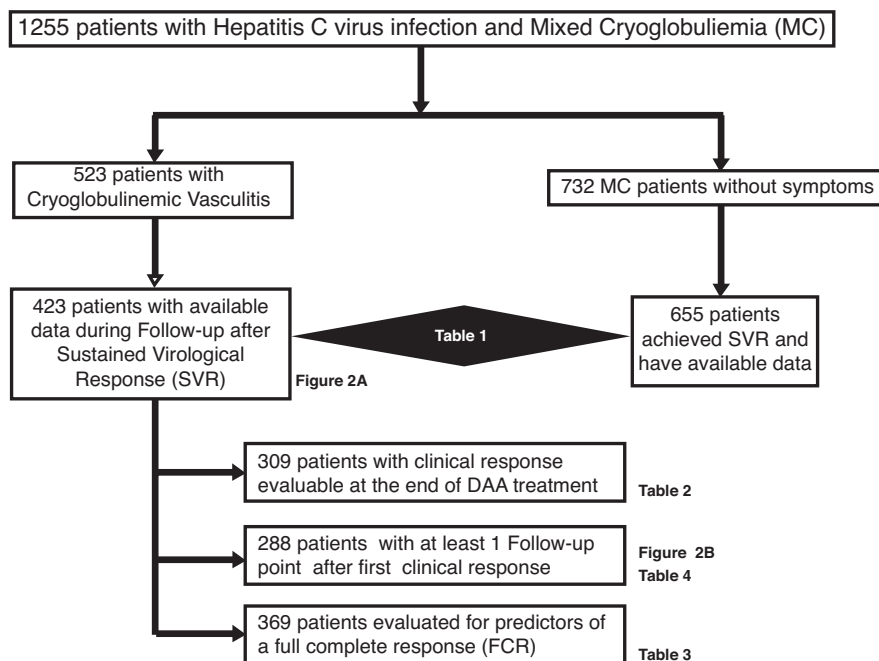 1255 patients with Hepatitis C virus infection and Mixed Cryoglobuliemia (MC)
523 patients with
Cryoglobulinemic Vasculitis
732 MC patients without symptoms
423 patients with available
data during Follow-up after
Sustained Virological
Response (SVR)
Figure 2A
Table 1
655 patients
achieved SVR and
have available data
309 patients with clinical response
evaluable at the end of DAA treatment
Table 2
288 patients with at least 1 Follow-up
point after first clinical response
Figure 2B
Table 4
369 patients evaluated for predictors of
a full complete response (FCR)
Table 3